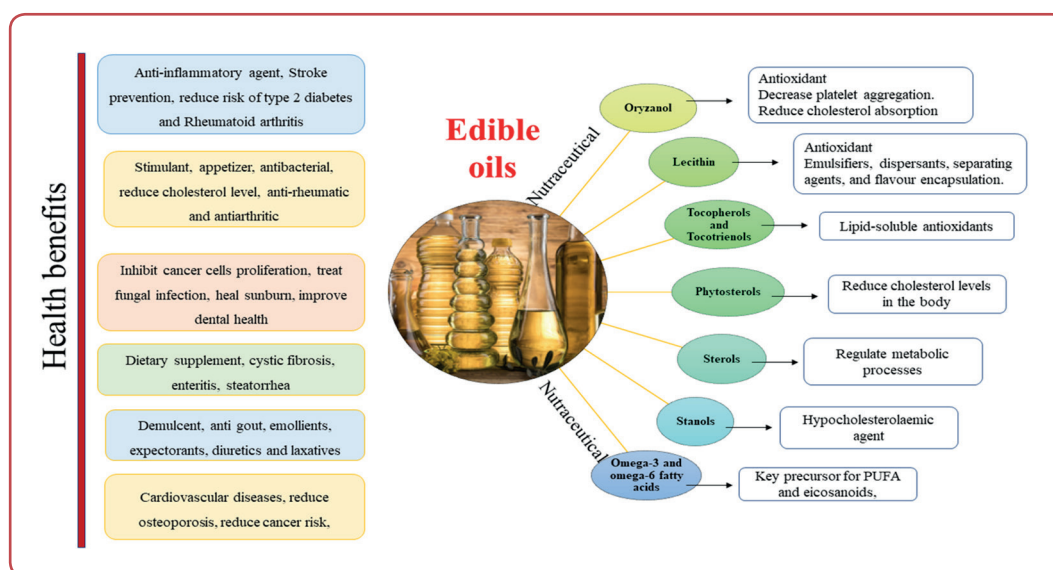 Health benefits
Anti-inflammatory agent, Stroke
prevention, reduce risk of type 2 diabetes
and Rheumatoid arthritis
Stimulant, appetizer, antibacterial,
reduce cholesterol level, anti-rheumatic
and antiarthritic
Inhibit cancer cells proliferation, treat
fungal infection, heal sunburn, improve
dental health
Dietary supplement, cystic fibrosis,
enteritis, steatorrhea
Demulcent, anti gout, emollients,
expectorants, diuretics and laxatives
Cardiovascular diseases, reduce
osteoporosis, reduce cancer risk,
Edible
oils
Nutraceutical
Nutraceutical
Oryzanol
Antioxidant
Decrease platelet aggregation.
Reduce cholesterol absorption
Lecithin
Antioxidant
Emulsifiers, dispersants, separating
agents, and flavour encapsulation.
Tocopherols
and
Tocotrienols
Lipid-soluble antioxidants
Phytosterols
Reduce cholesterol levels
in the body
Sterols
Regulate metabolic
processes
Stanols
Hypocholesterolaemic
agent
Omega-3 and
omega-6 fatty
acids
Key precursor for PUFA
and eicosanoids,